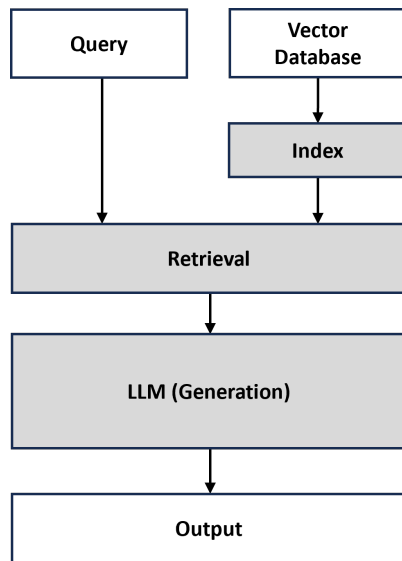 Query
Vector
Database
Index
Retrieval
LLM (Generation)
Output